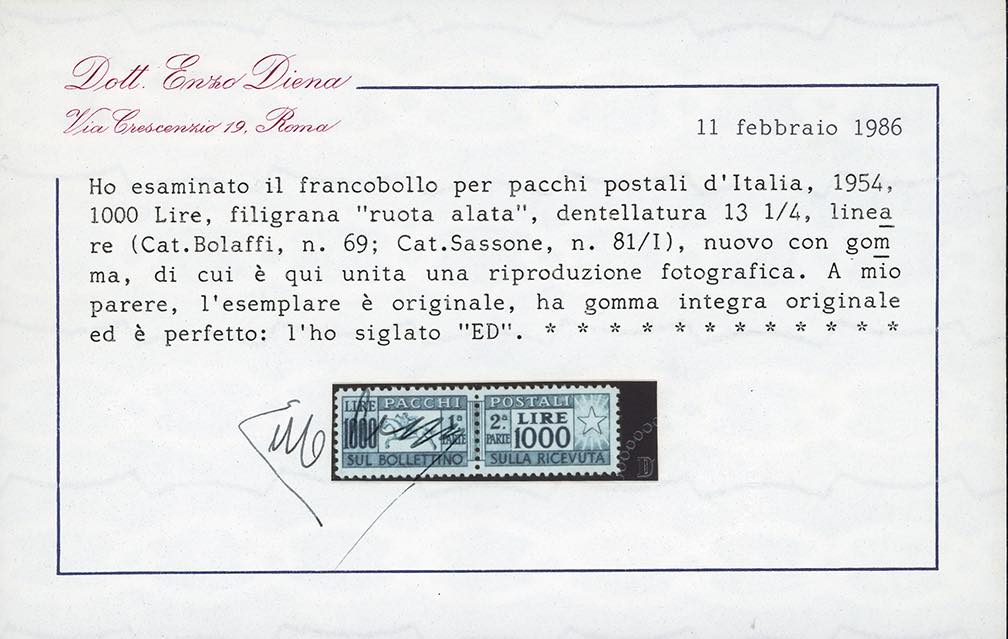 Dott. Enzo Diena
Via Crescenzio 19, Roma
11 febbraio 1986
Ho esaminato il francobollo per pacchi postali d'Italia, 1954,
1000 Lire, filigrana "ruota alata", dentellatura 13 1/4, linea
re (Cat.Bolaffi, n. 69; Cat.Sassone, n. 81/I), nuovo con gom
ma, di cui è qui unita una riproduzione fotografica. A mio
parere, l'esemplare è originale, ha gomma integra originale
ed è perfetto: l'ho siglato "ED". * * * * * * * * * * * *
LIRE PACCHI POSTALI
1000 1ª PARTE 2ª PARTE LIRE 1000
SUL BOLLETTINO SULLA RICEVUTA
D